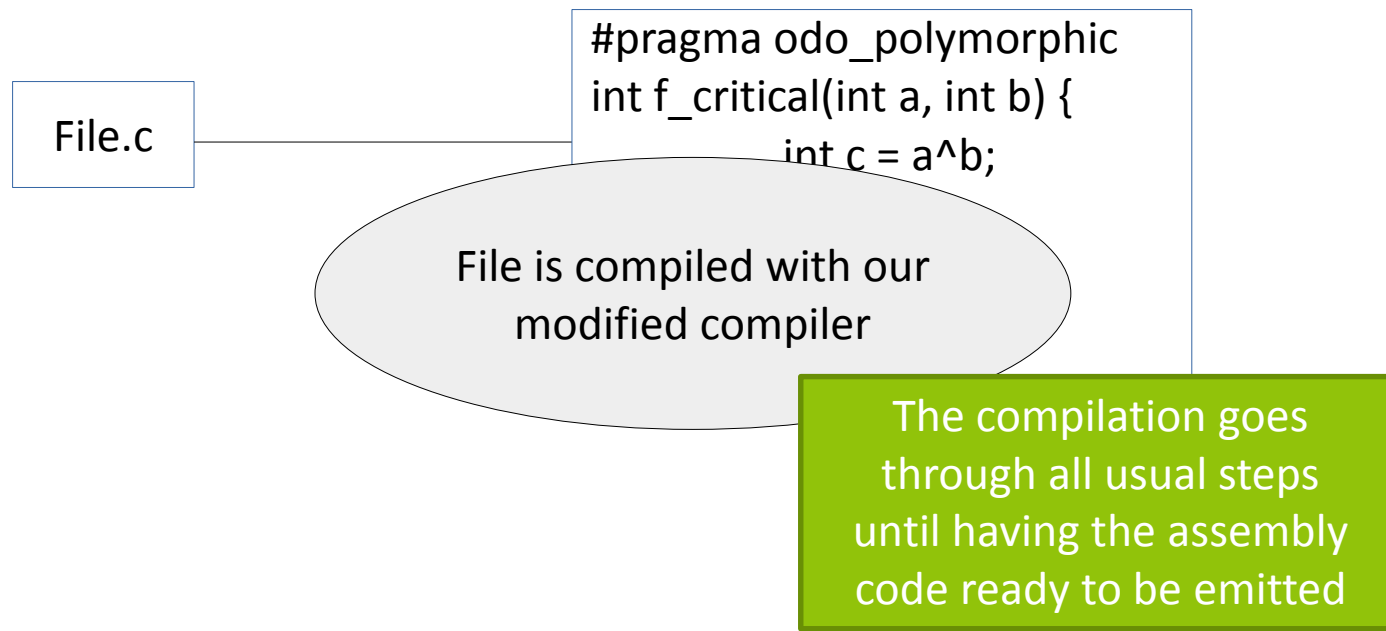 #pragma odo_polymorphic
int f_critical(int a, int b) {
File.c
int c = a^b;
File is compiled with our
modified compiler
The compilation goes
through all usual steps
until having the assembly
code ready to be emitted